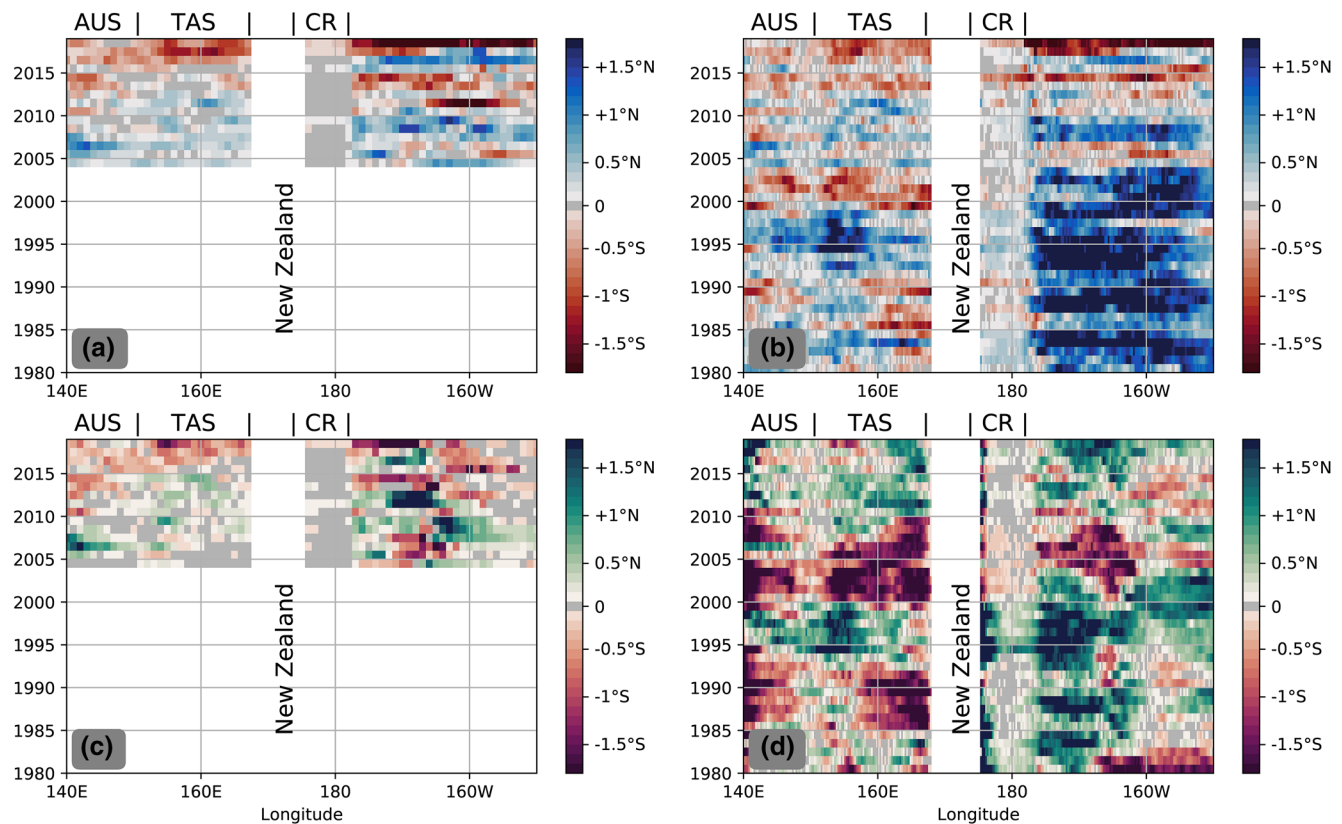 AUS | TAS | | CR |
2015
2010
2005
2000
1995
1990
1985
1980
New Zealand
(a)
140E 160E 180 160W
+1.5°N
+1°N
0.5°N
0
-0.5°S
-1°S
-1.5°S
AUS | TAS | | CR |
2015
2010
2005
2000
1995
1990
1985
1980
New Zealand
(b)
140E 160E 180 160W
+1.5°N
+1°N
0.5°N
0
-0.5°S
-1°S
-1.5°S
AUS | TAS | | CR |
2015
2010
2005
2000
1995
1990
1985
1980
New Zealand
(c)
140E 160E 180 160W
Longitude
+1.5°N
+1°N
0.5°N
0
-0.5°S
-1°S
-1.5°S
AUS | TAS | | CR |
2015
2010
2005
2000
1995
1990
1985
1980
New Zealand
(d)
140E 160E 180 160W
Longitude
+1.5°N
+1°N
0.5°N
0
-0.5°S
-1°S
-1.5°S